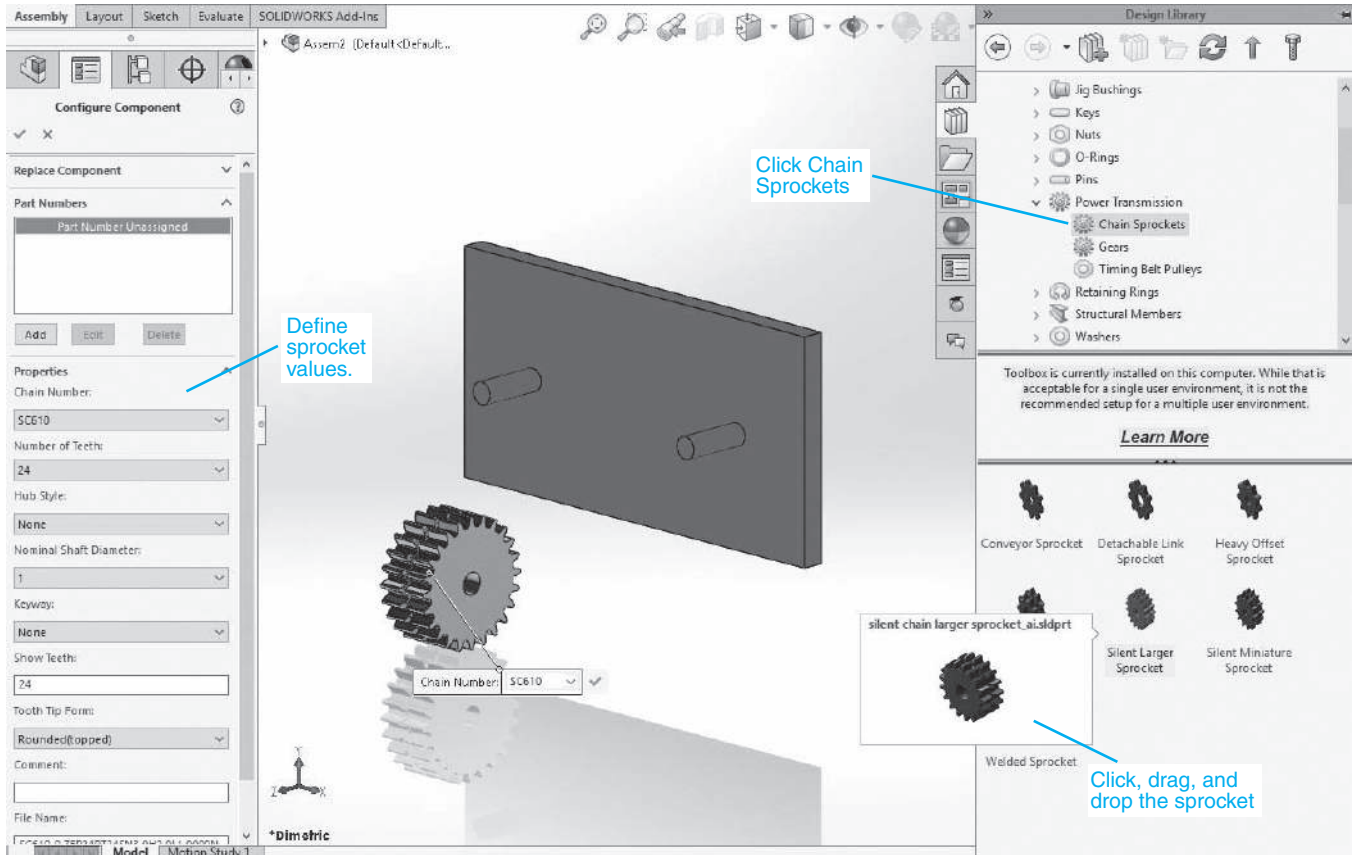 Assembly
Layout
Sketch
Evaluate
SOLIDWORKS Add-Ins
Assem2 (Default<Default...
Configure Component
Replace Component
Part Numbers
Part Number Unassigned
Add
Edit
Delete
Properties
Chain Number:
SC610
Number of Teeth:
24
Hub Style:
None
Nominal Shaft Diameter:
1
Keyway:
None
Show Teeth:
24
Tooth Tip Form:
Rounded(topped)
Comment:
File Name:
Model
Motion Study 1
Define
sprocket
values.
Click Chain
Sprockets
Chain Number:
SC610
Y
Z
X
*Dimetric
Design Library
Jig Bushings
Keys
Nuts
O-Rings
Pins
Power Transmission
Chain Sprockets
Gears
Timing Belt Pulleys
Retaining Rings
Structural Members
Washers
Toolbox is currently installed on this computer. While that is
acceptable for a single user environment, it is not the
recommended setup for a multiple user environment.
Learn More
Conveyor Sprocket
Detachable Link
Sprocket
Heavy Offset
Sprocket
silent chain larger sprocket_ai.sldprt
Silent Larger
Sprocket
Silent Miniature
Sprocket
Welded Sprocket
Click, drag, and
drop the sprocket